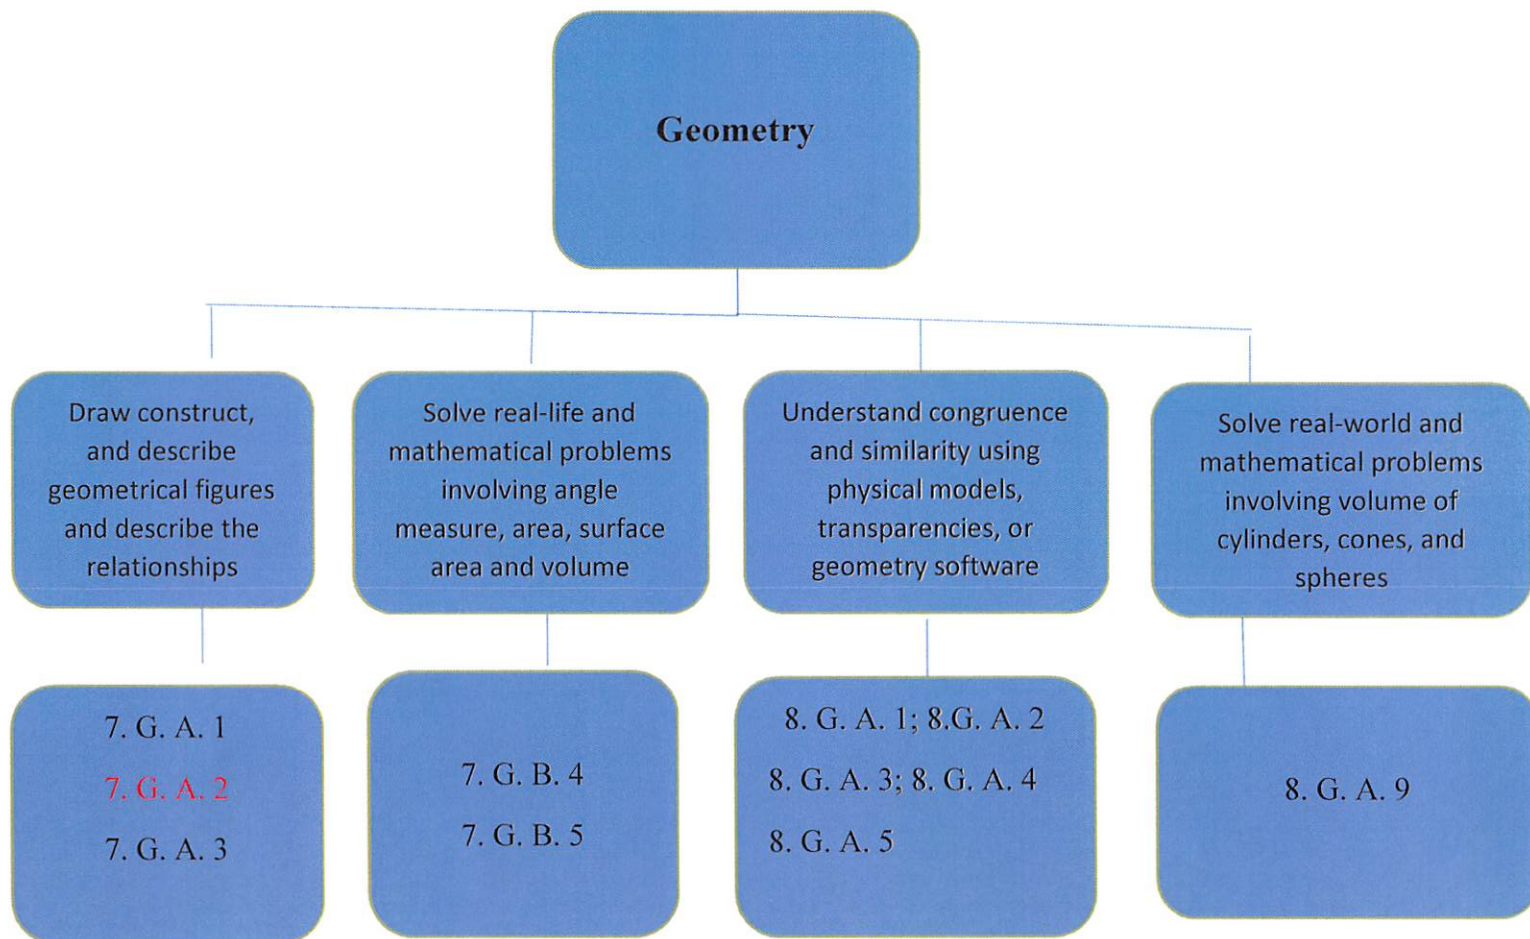 Geometry
Draw construct,
and describe
geometrical figures
and describe the
relationships
Solve real-life and
mathematical problems
involving angle
measure, area, surface
area and volume
Understand congruence
and similarity using
physical models,
transparencies, or
geometry software
Solve real-world and
mathematical problems
involving volume of
cylinders, cones, and
spheres
7. G. A. 1
7. G. A. 2
7. G. A. 3
7. G. B. 4
7. G. B. 5
8. G. A. 1; 8.G. A. 2
8. G. A. 3; 8. G. A. 4
8. G. A. 5
8. G. A. 9